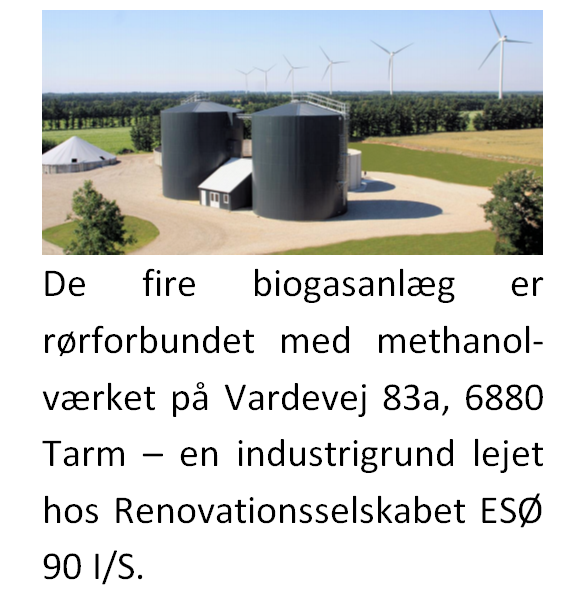 De fire biogasanlæg er
rørforbundet med methanol-
værket på Vardevej 83a, 6880
Tarm – en industrigrund lejet
hos Renovationsselskabet ESØ
90 I/S.